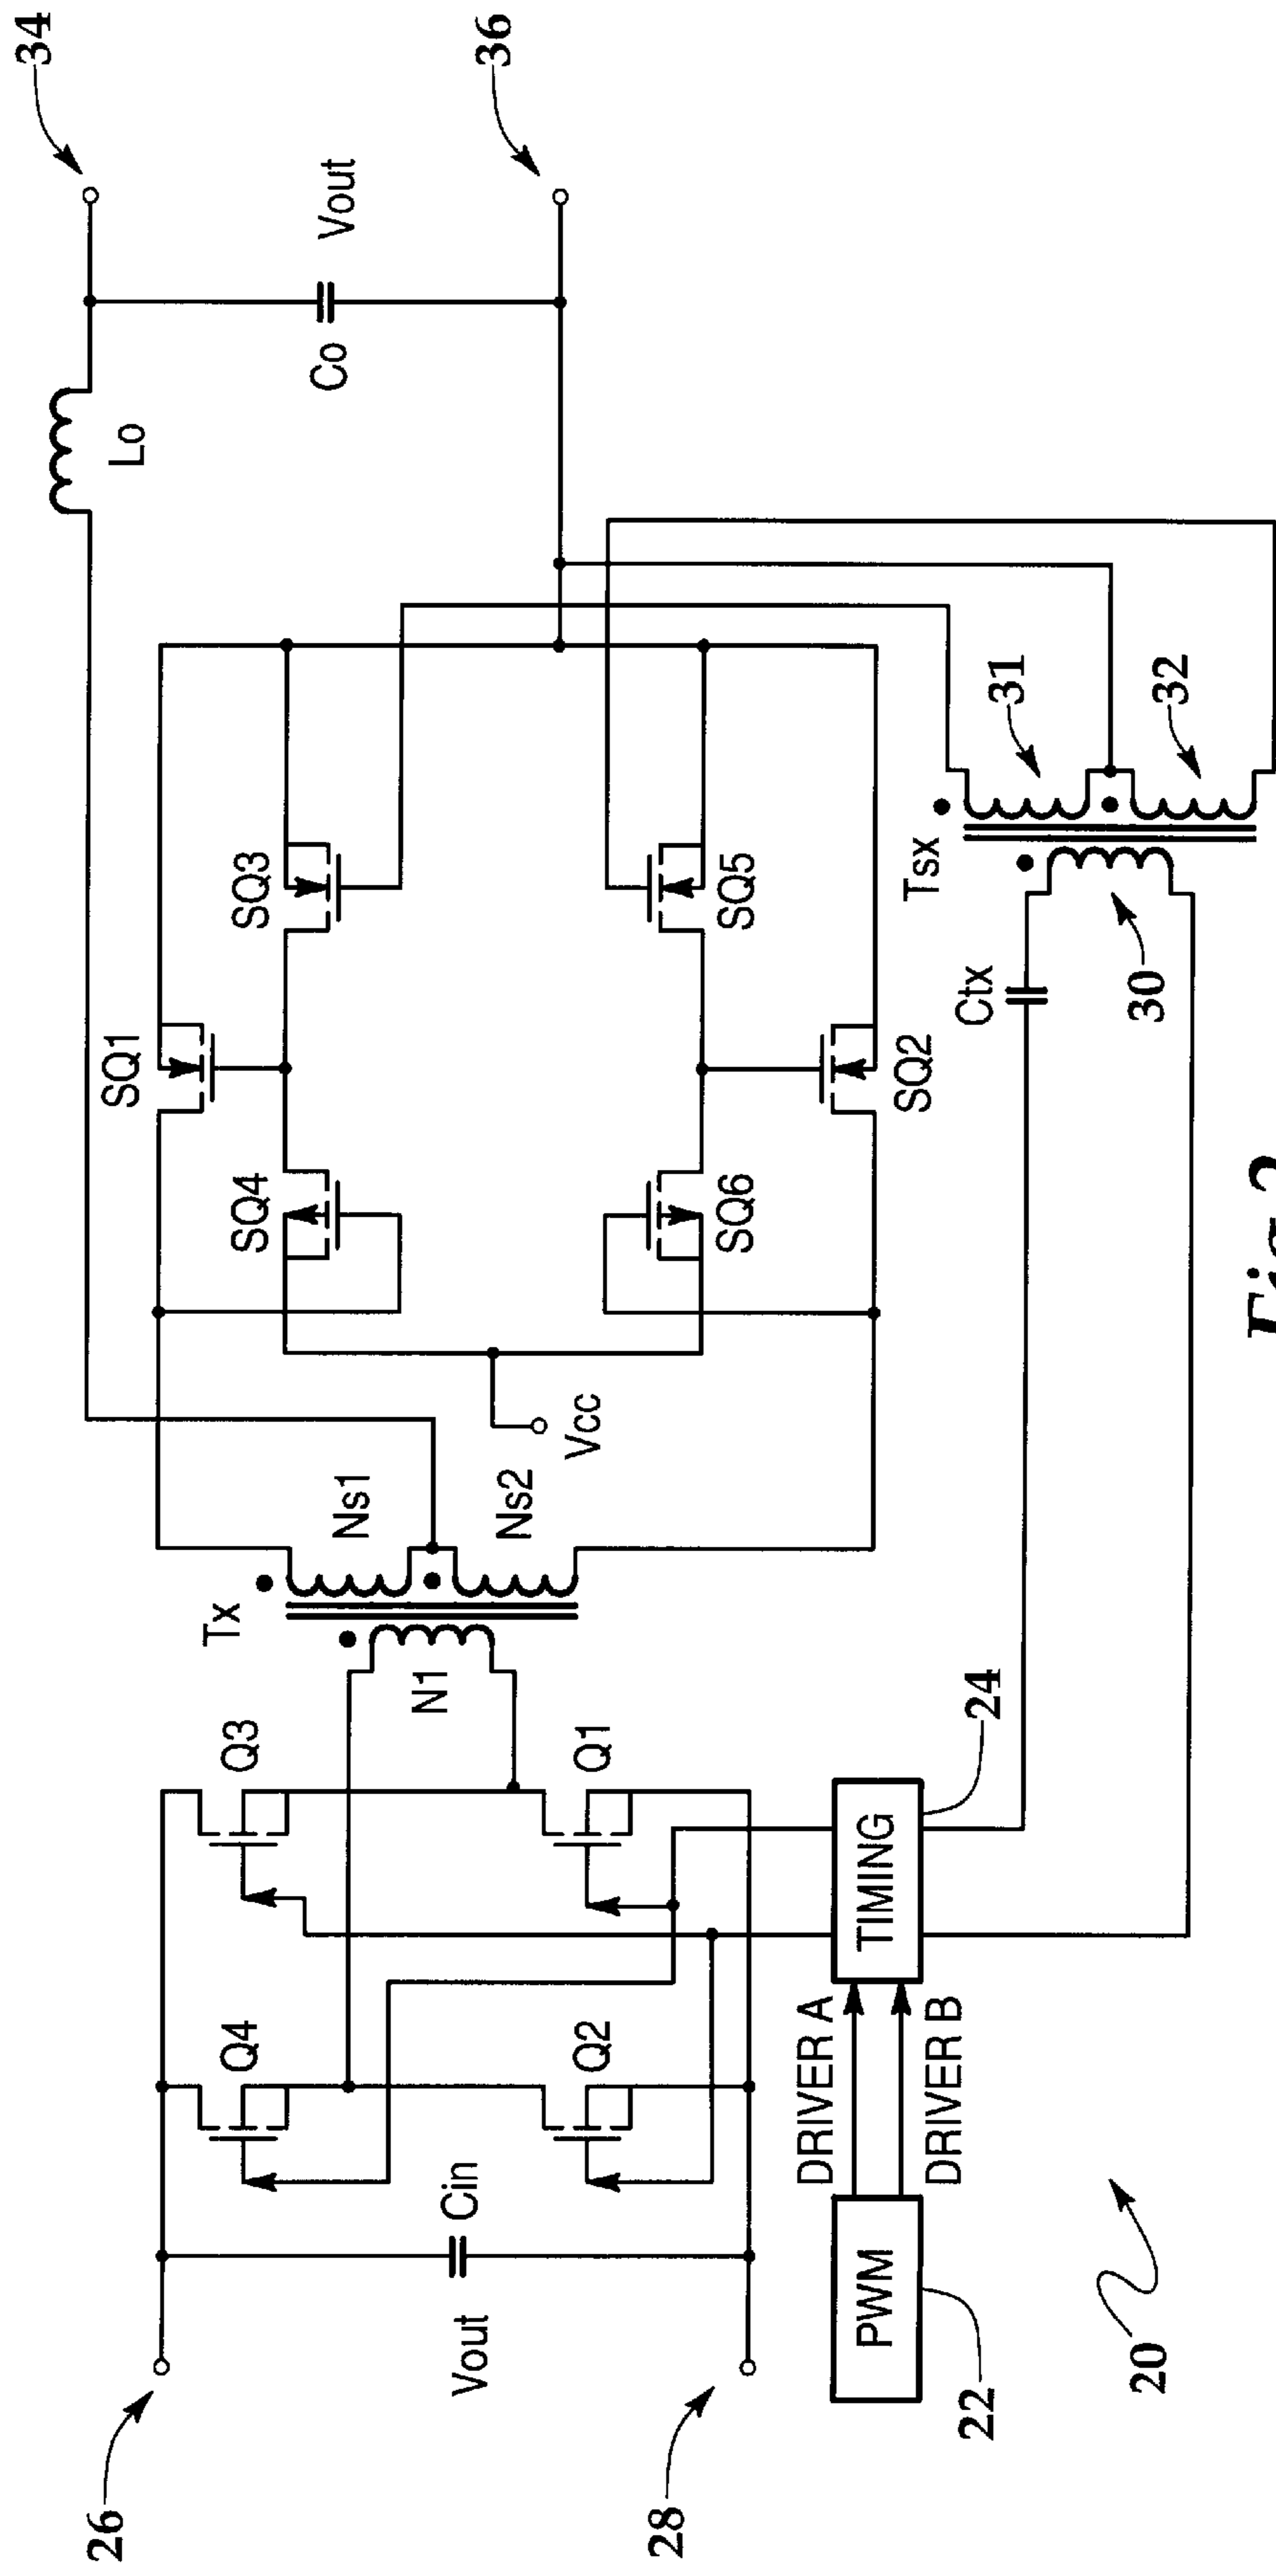 34
36
Vout
Co
Lo
SQ3
SQ5
31
32
Tsx
SQ1
SQ2
Ctx
30
SQ4
SQ6
Vcc
Ns1
Ns2
Tx
N1
Q3
Q1
24
TIMING
Q4
Q2
DRIVER A
DRIVER B
Cin
Vout
PWM
22
20
26
28